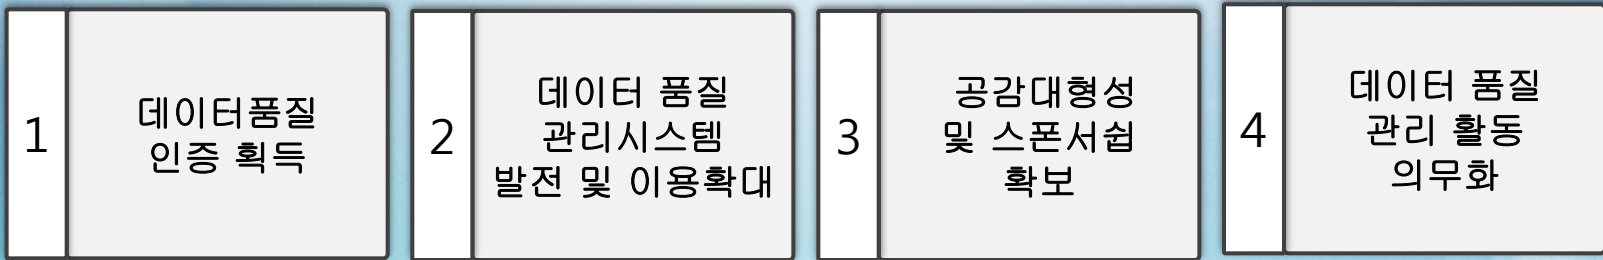 1
데이터품질
인증 획득
2
데이터 품질
관리시스템
발전 및 이용확대
3
공감대형성
및 스폰서쉽
확보
4
데이터 품질
관리 활동
의무화